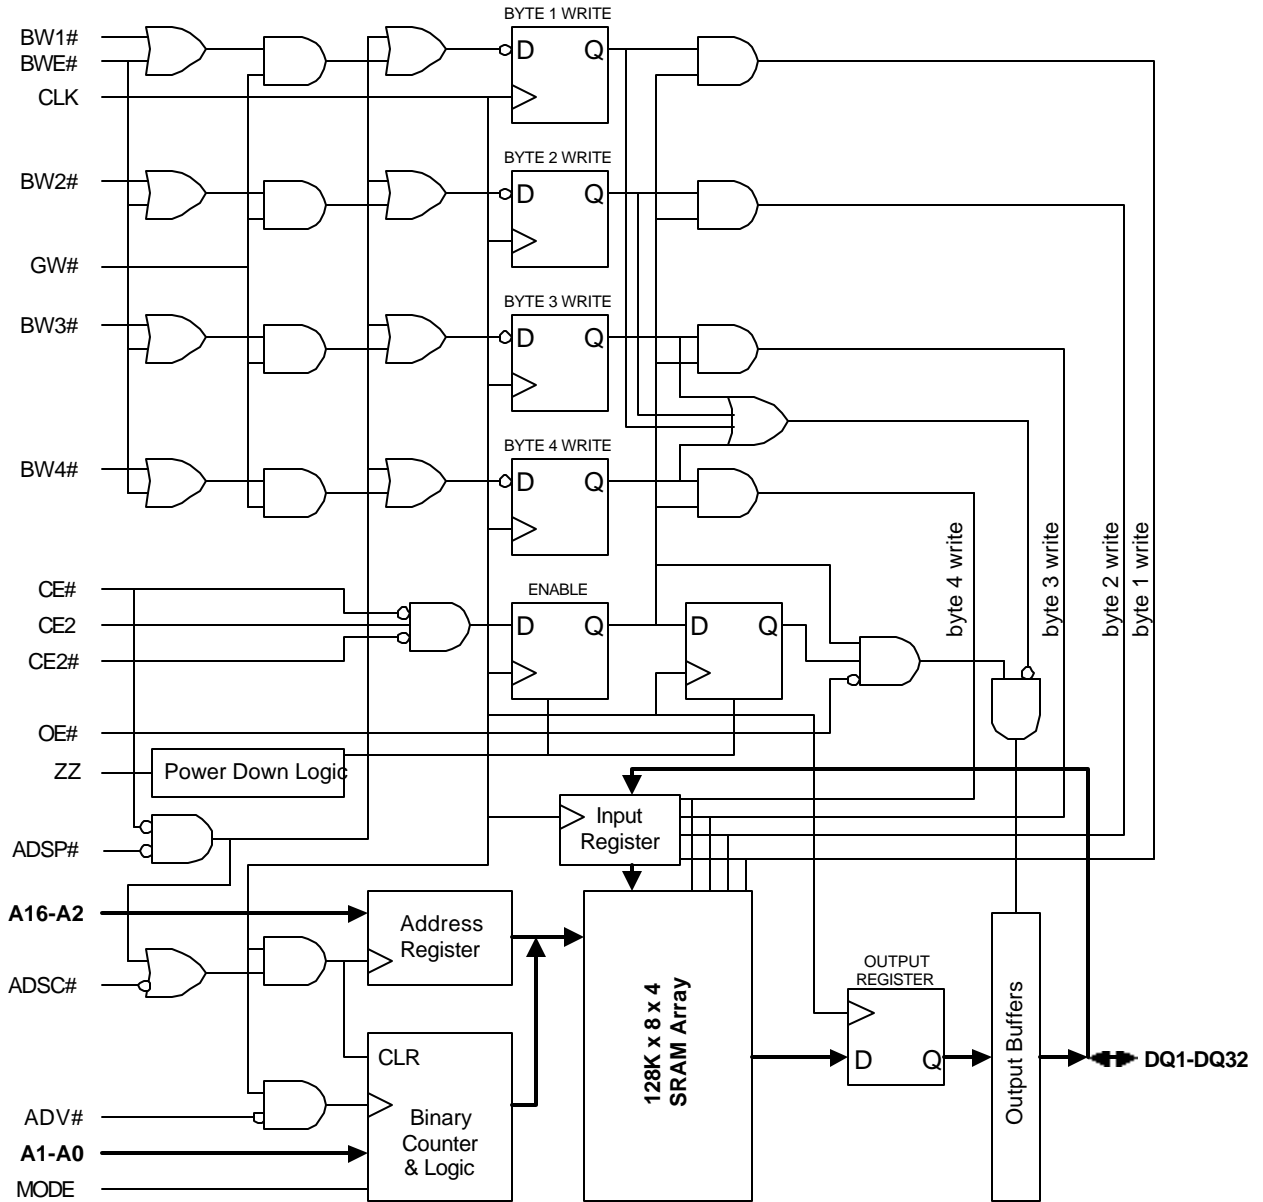 BYTE 1 WRITE
BW1#
BWE#
D Q
CLK
BYTE 2 WRITE
BW2#
D Q
GW#
BYTE 3 WRITE
BW3#
D Q
BYTE 4 WRITE
BW4#
D Q
byte 4 write
byte 3 write
byte 2 write
byte 1 write
CE#
ENABLE
CE2
D Q
D Q
CE2#
OE#
ZZ
Power Down Logic
Input
Register
ADSP#
A16-A2
Address
Register
ADSC#
OUTPUT
REGISTER
128K x 8 x 4
SRAM Array
Output Buffers
CLR
D Q
DQ1-DQ32
ADV#
Binary
Counter
& Logic
A1-A0
MODE